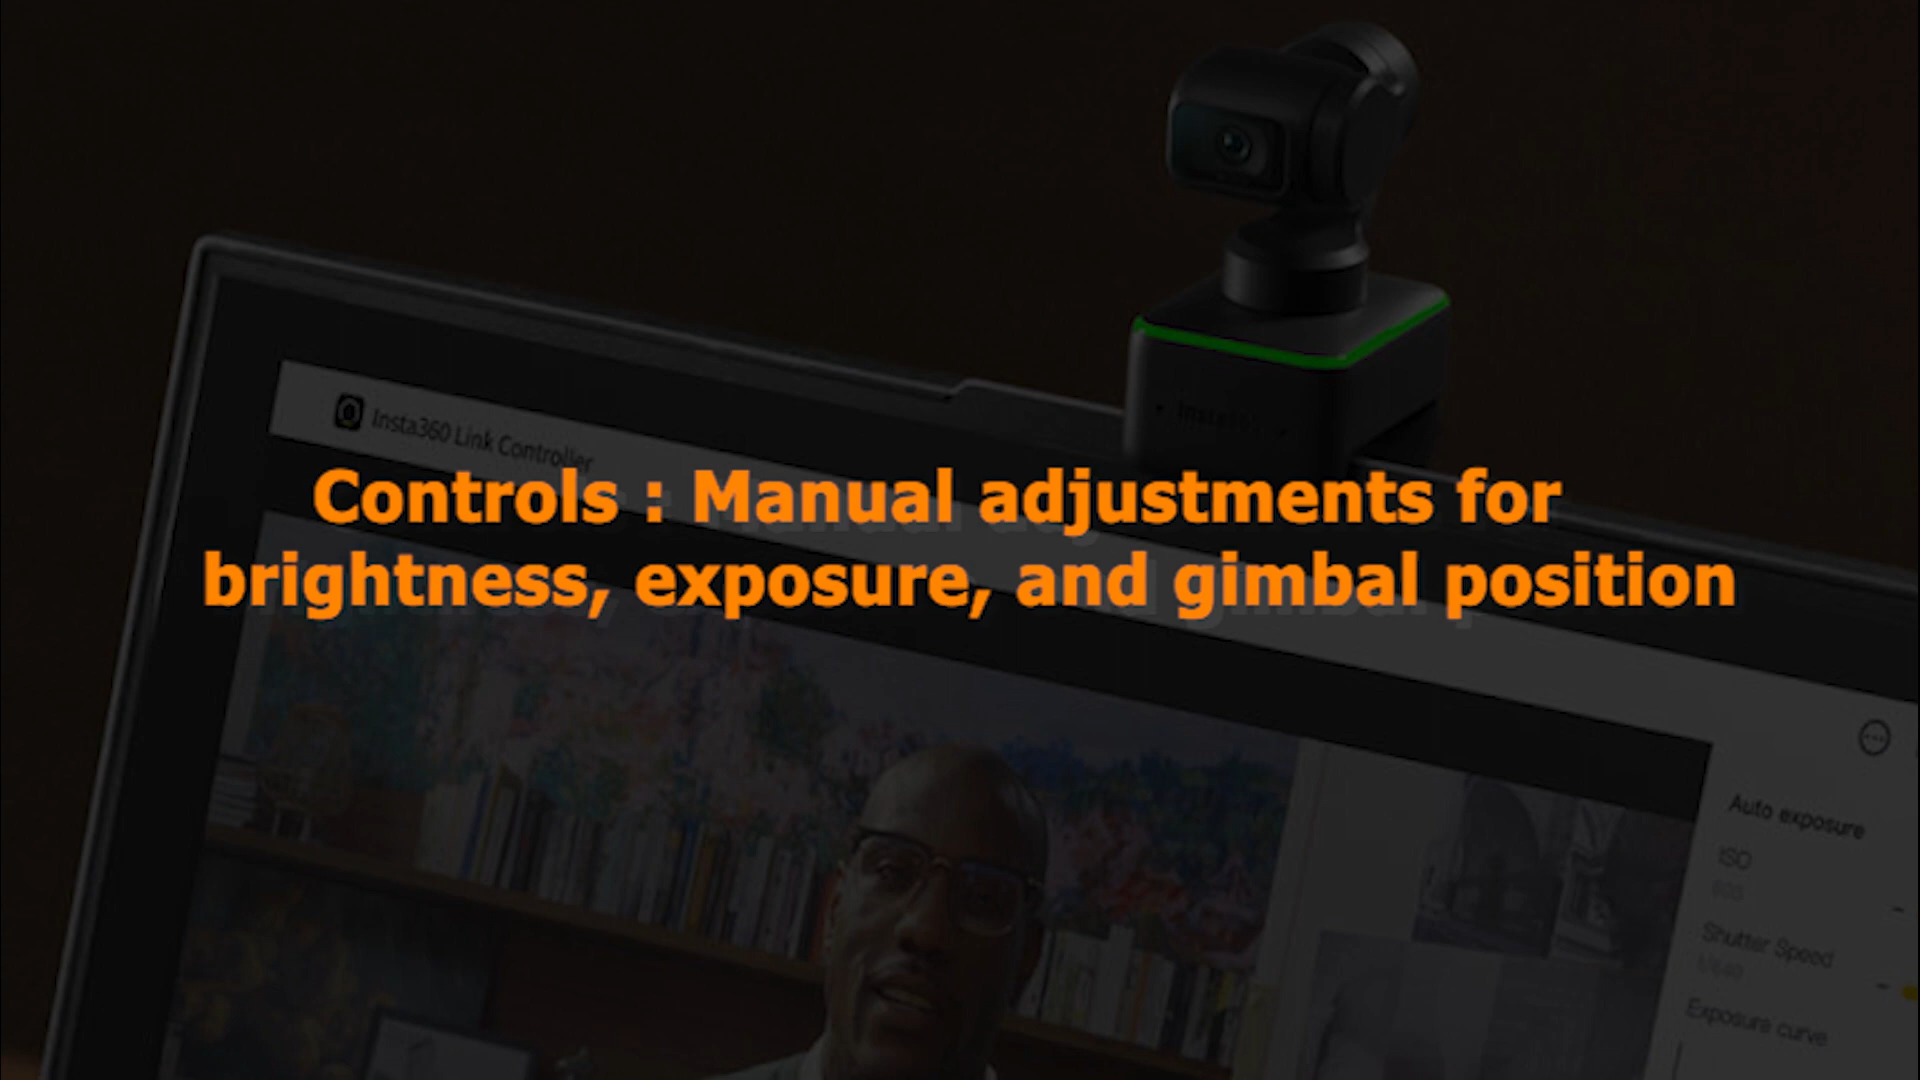 Insta360 Link Controller
Controls : Manual adjustments for
brightness, exposure, and gimbal position
Auto exposure
ISO
Shutter Speed
Exposure curve